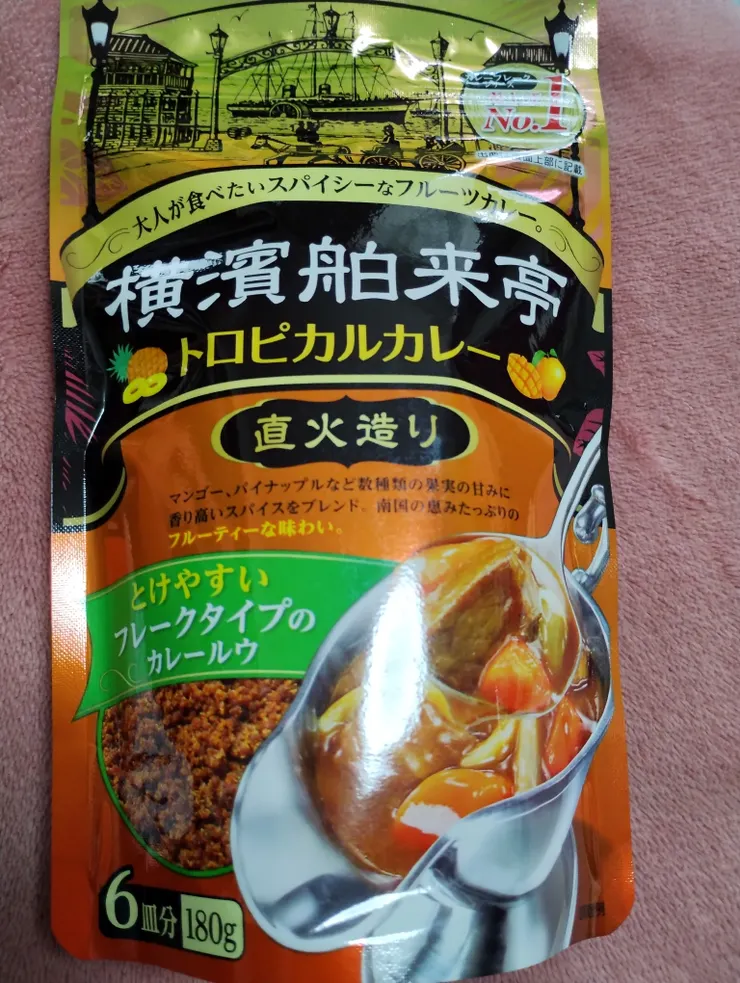 No.1
大人が食べたいスパイシーなフルーツカレー。
横濱舶来亭
トロピカルカレー
直火造り
マンゴー、パイナップルなど数種類の果実の甘みに
香り高いスパイスをブレンド。南国の恵みたっぷりの
フルーティーな味わい。
とけやすい
フレークタイプの
カレールウ
6皿分 180g